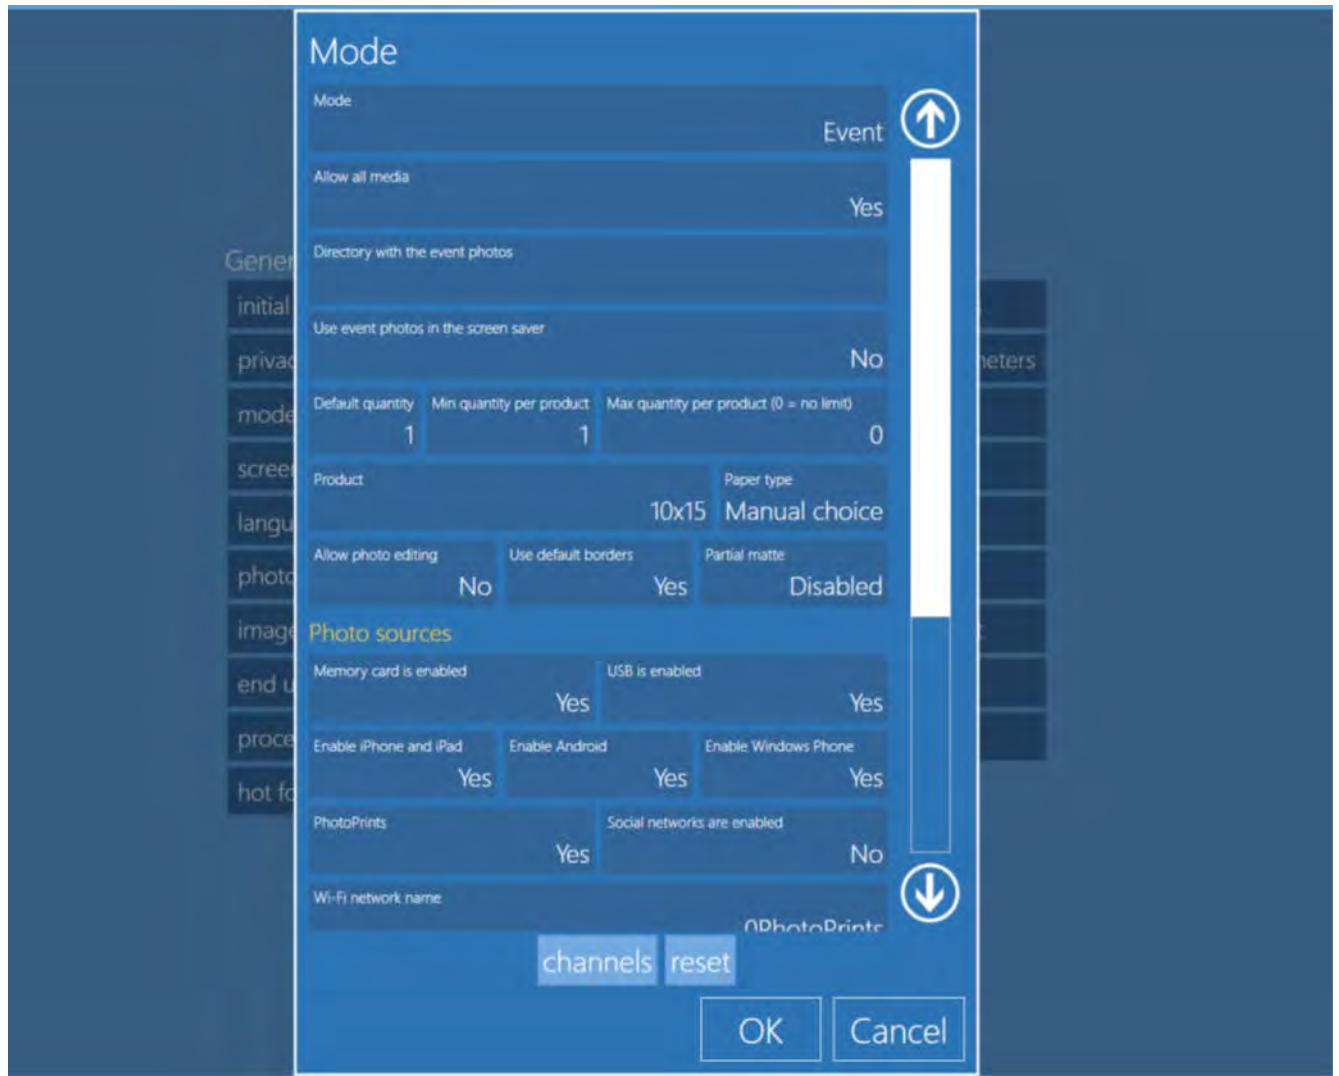 Mode
Mode
Event
Allow all media
Yes
Directory with the event photos
Use event photos in the screen saver
No
Default quantity Min quantity per product Max quantity per product (0 = no limit)
1 1 0
Product Paper type
10x15 Manual choice
Allow photo editing Use default borders Partial matte
No Yes Disabled
Photo sources
Memory card is enabled USB is enabled
Yes Yes
Enable iPhone and iPad Enable Android Enable Windows Phone
Yes Yes Yes
PhotoPrints Social networks are enabled
Yes No
Wi-Fi network name
0PhotoPrints
channels reset
OK Cancel
Gener
initial
privac
meters
mode
screen
langu
photo
image
end u
proce
hot fo